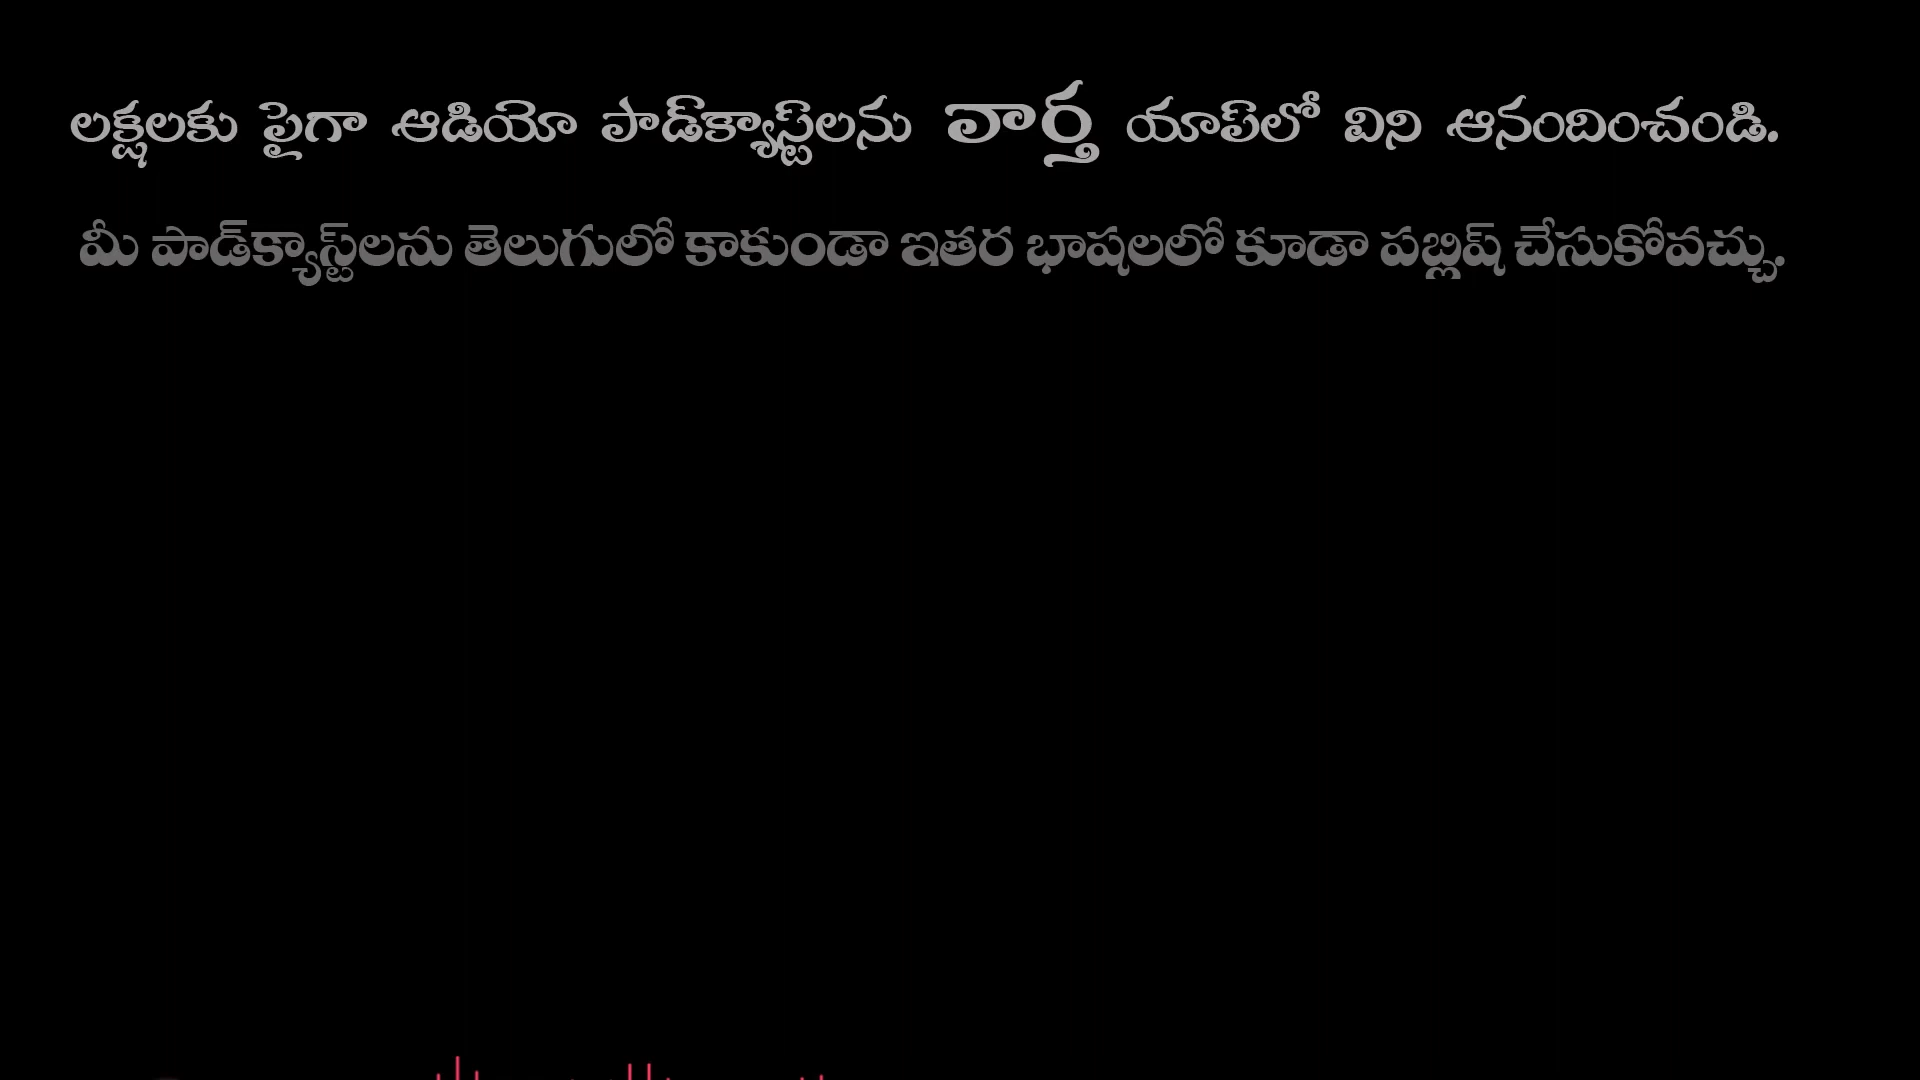 లక్షలకు పైగా ఆడియో పాడ్‌క్యాస్ట్‌లను వార్త యాప్‌లో విని ఆనందించండి.
మీ పాడ్‌క్యాస్ట్‌లను తెలుగులో కాకుండా ఇతర భాషలలో కూడా పబ్లిష్ చేసుకోవచ్చు.